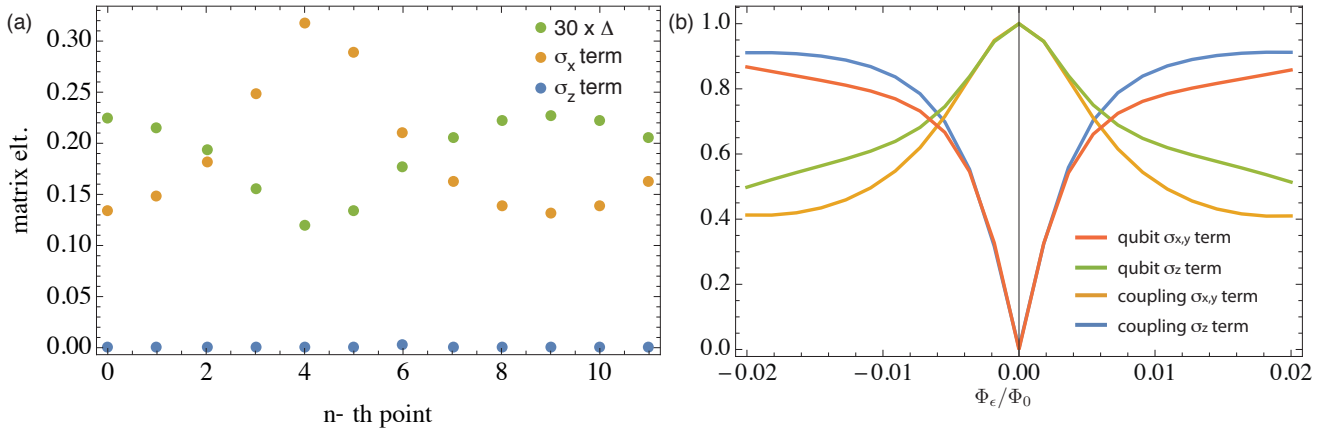 (a)
matrix elt.
0.30
0.25
0.20
0.15
0.10
0.05
0.00
30 x Δ
σx term
σz term
0 2 4 6 8 10
n- th point
(b)
1.0
0.8
0.6
0.4
0.2
0.0
qubit σx,y term
qubit σz term
coupling σx,y term
coupling σz term
−0.02 −0.01 0.00 0.01 0.02
Φϵ/Φ0